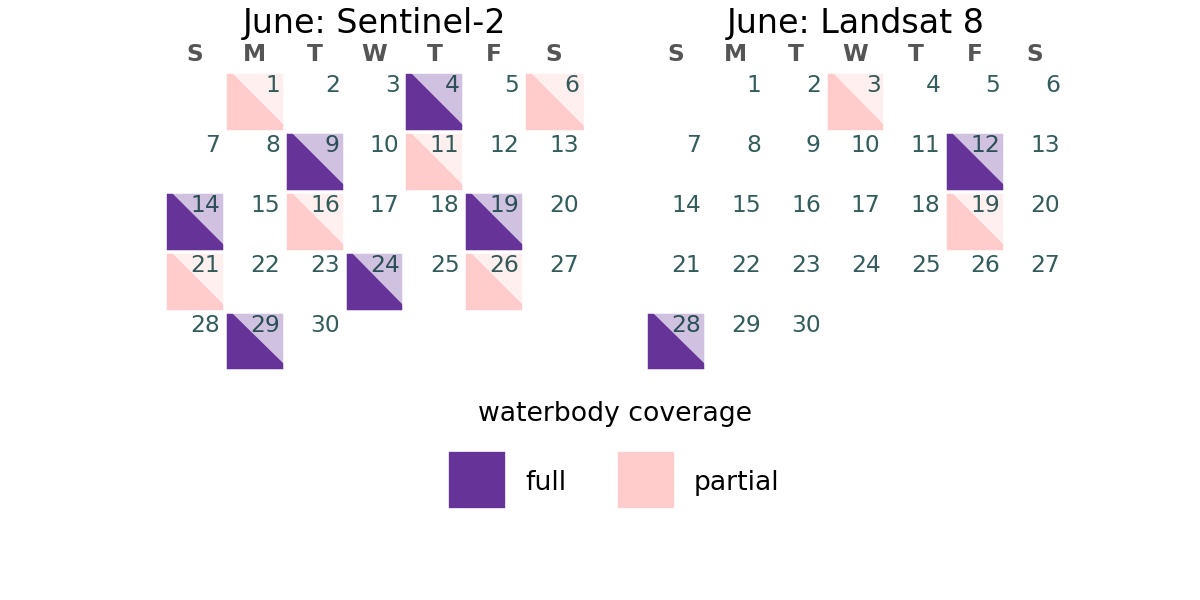 June: Sentinel-2
S M T W T F S
1 2 3 4 5 6
7 8 9 10 11 12 13
14 15 16 17 18 19 20
21 22 23 24 25 26 27
28 29 30
June: Landsat 8
S M T W T F S
1 2 3 4 5 6
7 8 9 10 11 12 13
14 15 16 17 18 19 20
21 22 23 24 25 26 27
28 29 30
waterbody coverage
full partial